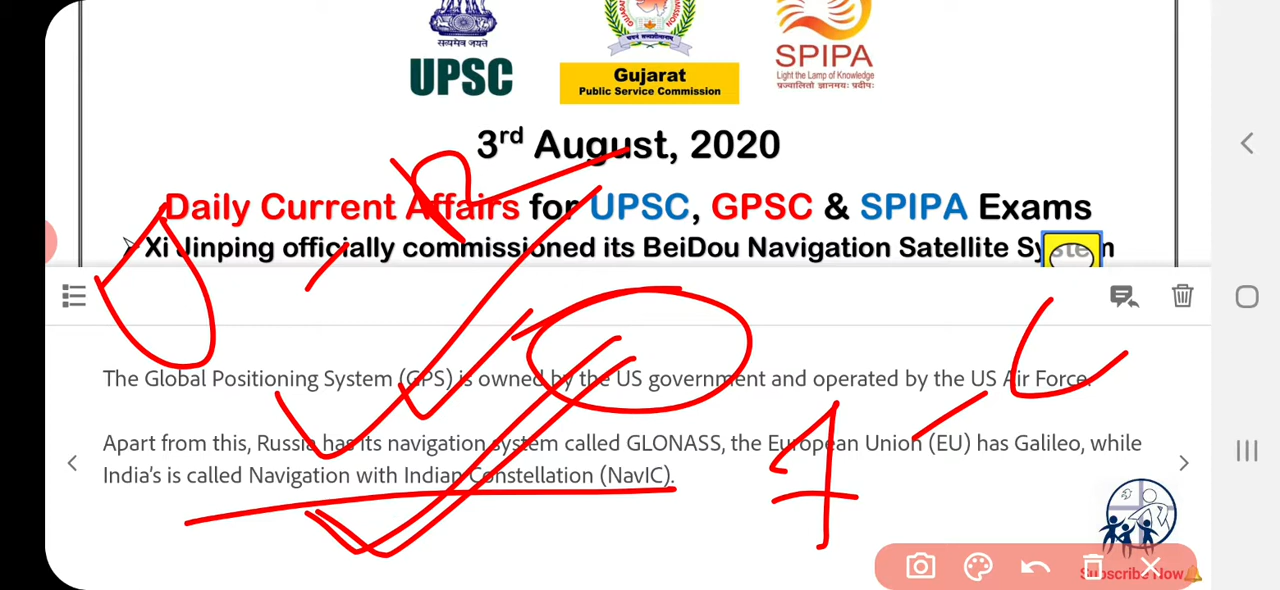 सत्यमेव जयते
UPSC
Gujarat
Public Service Commission
SPIPA
Light the Lamp of Knowledge
3rd August, 2020
Daily Current Affairs for UPSC, GPSC & SPIPA Exams
Xi Jinping officially commissioned its BeiDou Navigation Satellite System
The Global Positioning System (GPS) is owned by the US government and operated by the US Air Force.
Apart from this, Russia has its navigation system called GLONASS, the European Union (EU) has Galileo, while
India's is called Navigation with Indian Constellation (NavIC).
Subscribe Now